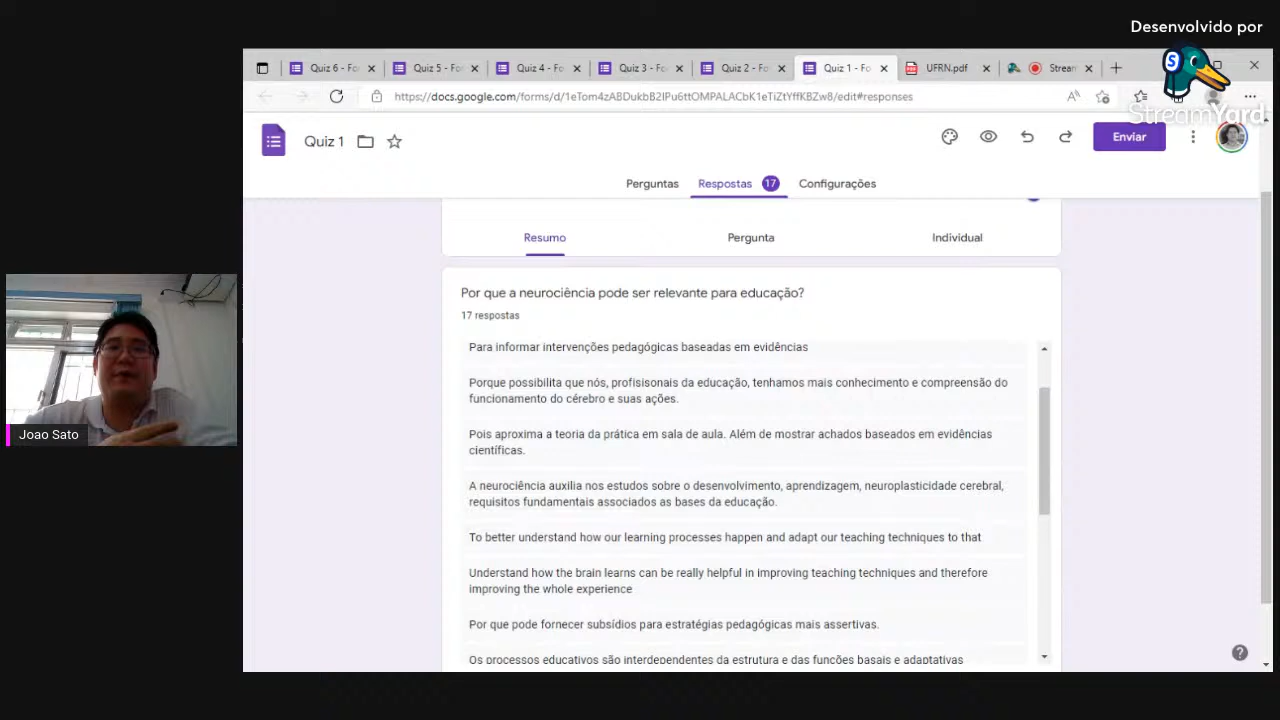 Desenvolvido por
StreamYard
Quiz 6 - Fo
Quiz 5 - Fo
Quiz 4 - Fo
Quiz 3 - Fo
Quiz 2 - Fo
Quiz 1 - Fo
UFRN.pdf
Stream
https://docs.google.com/forms/d/1eTom4zABDukbB2IPu6ttOMPALACbK1eTiZtYffKBZw8/edit#responses
Quiz 1
Enviar
Perguntas
Respostas 17
Configurações
Resumo
Pergunta
Individual
Por que a neurociência pode ser relevante para educação?
17 respostas
Para informar intervenções pedagógicas baseadas em evidências
Porque possibilita que nós, profisisonais da educação, tenhamos mais conhecimento e compreensão do
funcionamento do cérebro e suas ações.
Pois aproxima a teoria da prática em sala de aula. Além de mostrar achados baseados em evidências
científicas.
A neurociência auxilia nos estudos sobre o desenvolvimento, aprendizagem, neuroplasticidade cerebral,
requisitos fundamentais associados as bases da educação.
To better understand how our learning processes happen and adapt our teaching techniques to that
Understand how the brain learns can be really helpful in improving teaching techniques and therefore
improving the whole experience
Por que pode fornecer subsídios para estratégias pedagógicas mais assertivas.
Os processos educativos são interdependentes da estrutura e das funções basais e adaptativas
Joao Sato